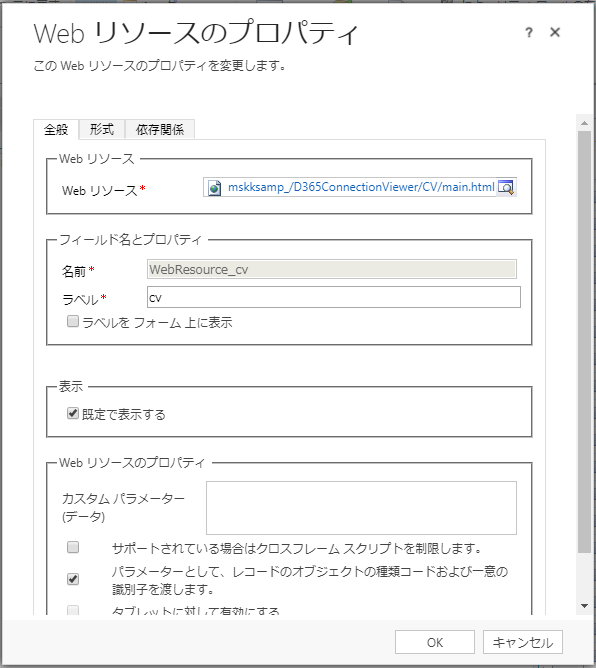 Web リソースのプロパティ
? ×
この Web リソースのプロパティを変更します。
全般 形式 依存関係
Web リソース
Web リソース* mskksamp_/D365ConnectionViewer/CV/main.html
フィールド名とプロパティ
名前* WebResource_cv
ラベル* cv
ラベルを フォーム 上に表示
表示
既定で表示する
Web リソースのプロパティ
カスタム パラメーター
(データ)
サポートされている場合はクロスフレーム スクリプトを制限します。
パラメーターとして、レコードのオブジェクトの種類コードおよび一意の
識別子を渡します。
タブレットに対して有効にする
OK キャンセル